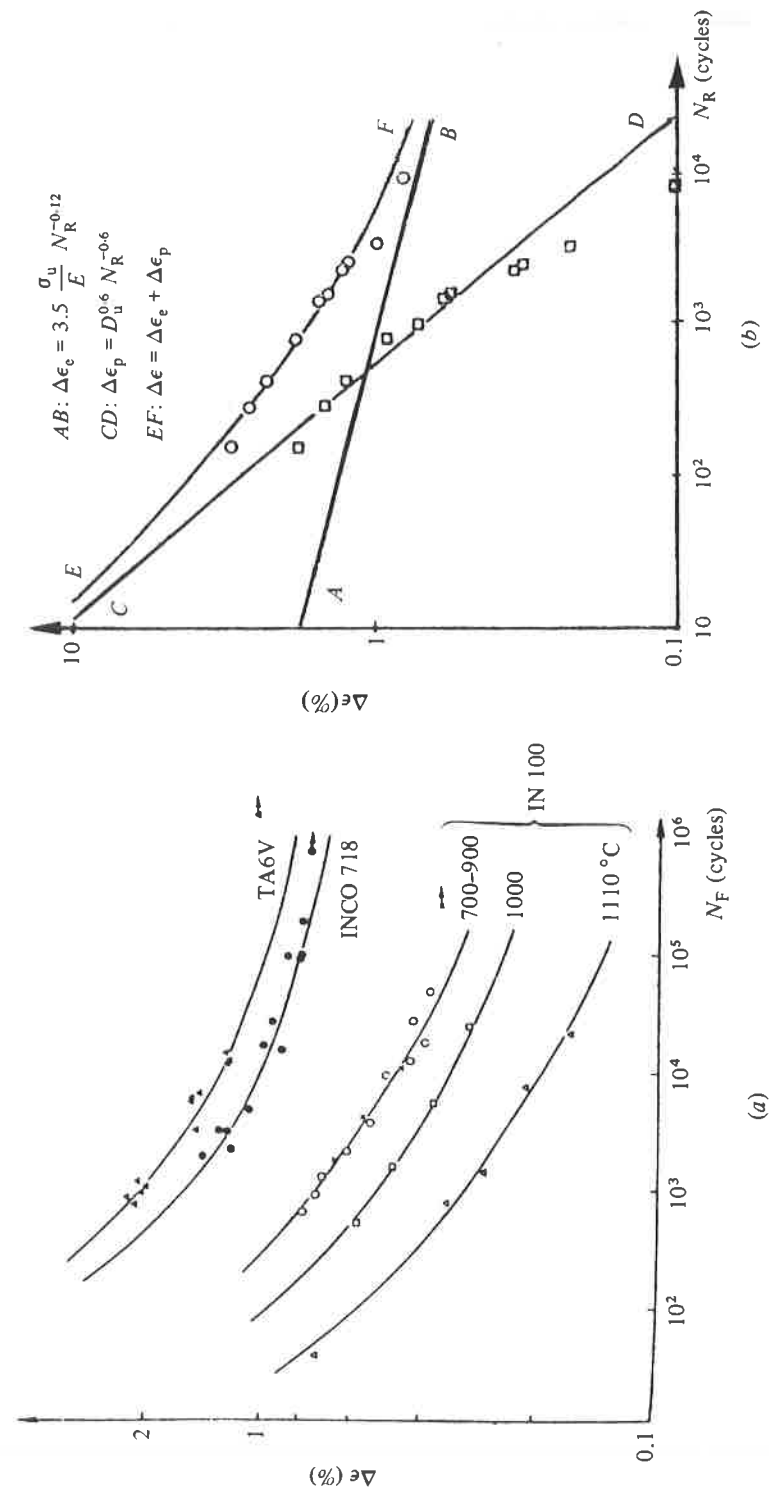 Δε (%)
2
1
0.1
10²
10³
10⁴
10⁵
10⁶
N_F (cycles)
TA6V
INCO 718
700–900
1000
1110 °C
IN 100
(a)
Δε (%)
10
1
0.1
10
10²
10³
10⁴
N_R (cycles)
AB: Δε_e = 3.5 σ_u/E N_R^−0·12
CD: Δε_p = D_u^0·6 N_R^−0·6
EF: Δε = Δε_e + Δε_p
E
C
A
F
B
D
(b)